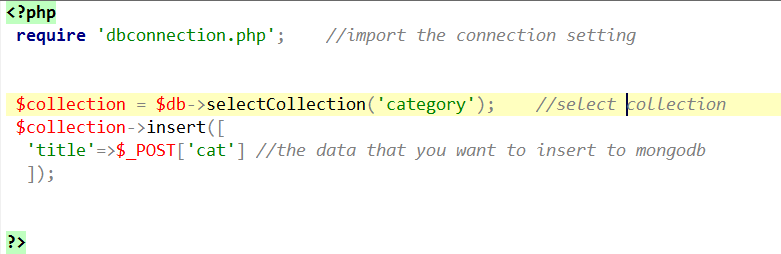 <?php
require 'dbconnection.php';    //import the connection setting
$collection = $db->selectCollection('category');    //select collection
$collection->insert([
'title'=>$_POST['cat'] //the data that you want to insert to mongodb
]);
?>